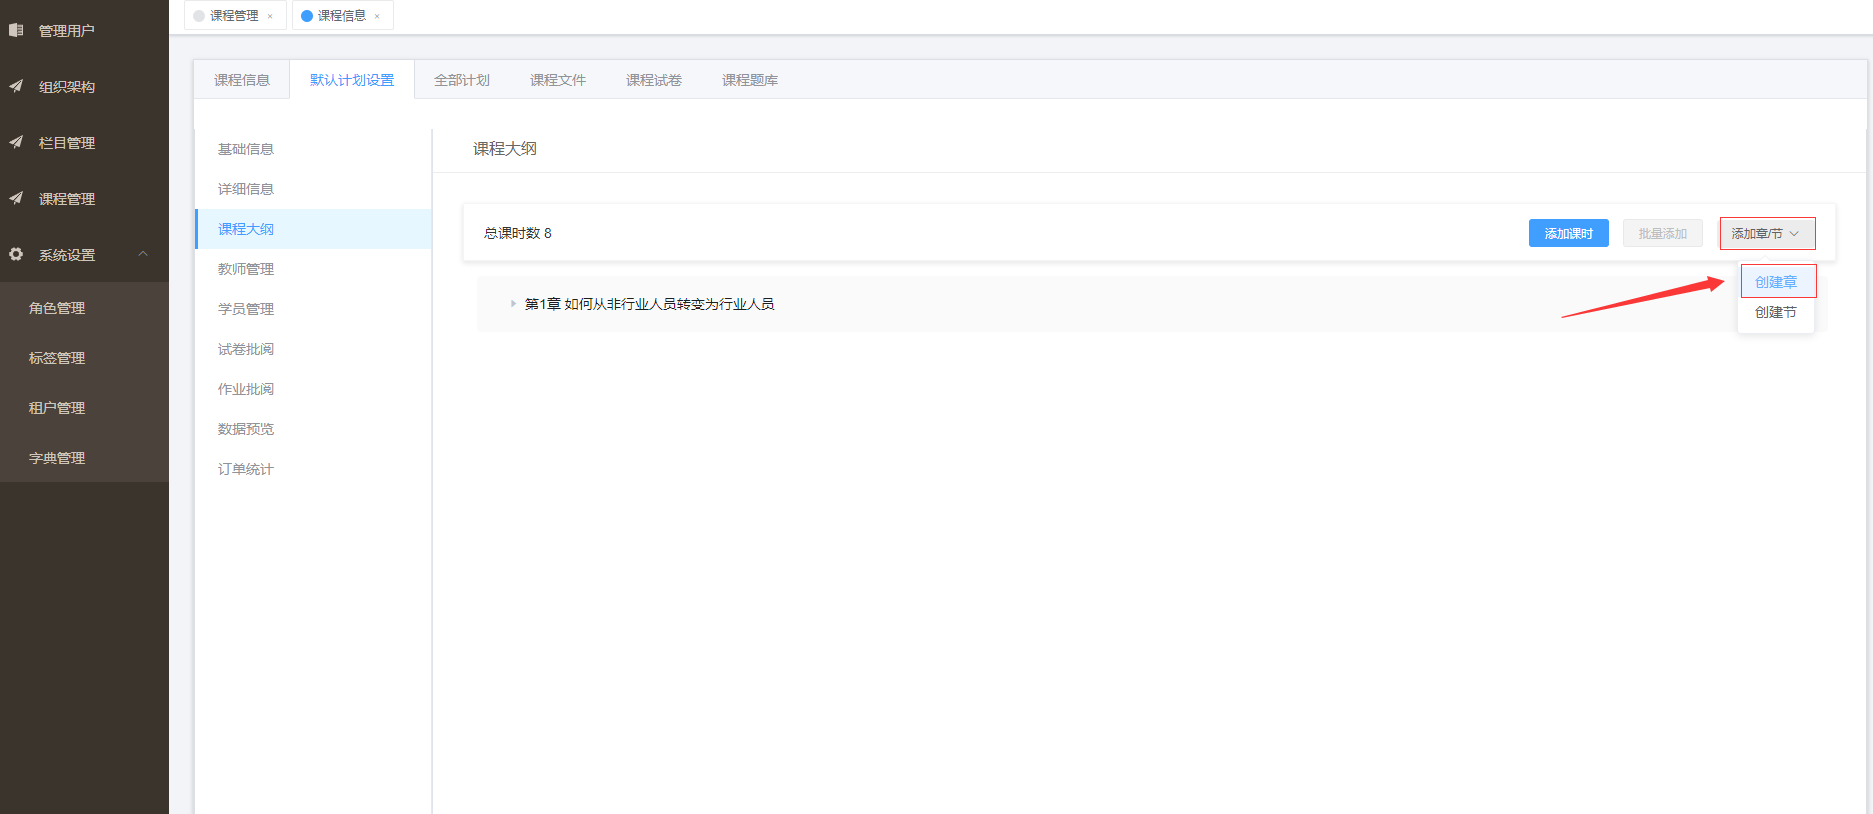 管理用户
组织架构
栏目管理
课程管理
系统设置
角色管理
标签管理
租户管理
字典管理
课程管理 ×
课程信息 ×
课程信息
默认计划设置
全部计划
课程文件
课程试卷
课程题库
基础信息
详细信息
课程大纲
教师管理
学员管理
试卷批阅
作业批阅
数据预览
订单统计
课程大纲
总课时数 8
添加课时
批量添加
添加章/节
创建章
创建节
第1章 如何从非行业人员转变为行业人员